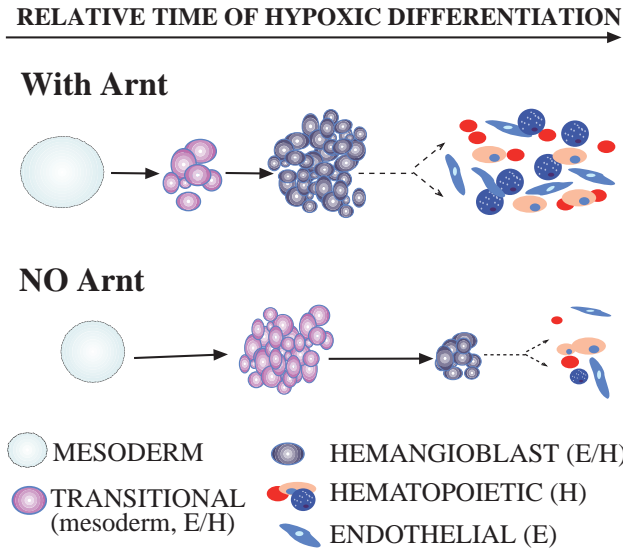 RELATIVE TIME OF HYPOXIC DIFFERENTIATION
With Arnt
NO Arnt
MESODERM
TRANSITIONAL
(mesoderm, E/H)
HEMANGIOBLAST (E/H)
HEMATOPOIETIC (H)
ENDOTHELIAL (E)